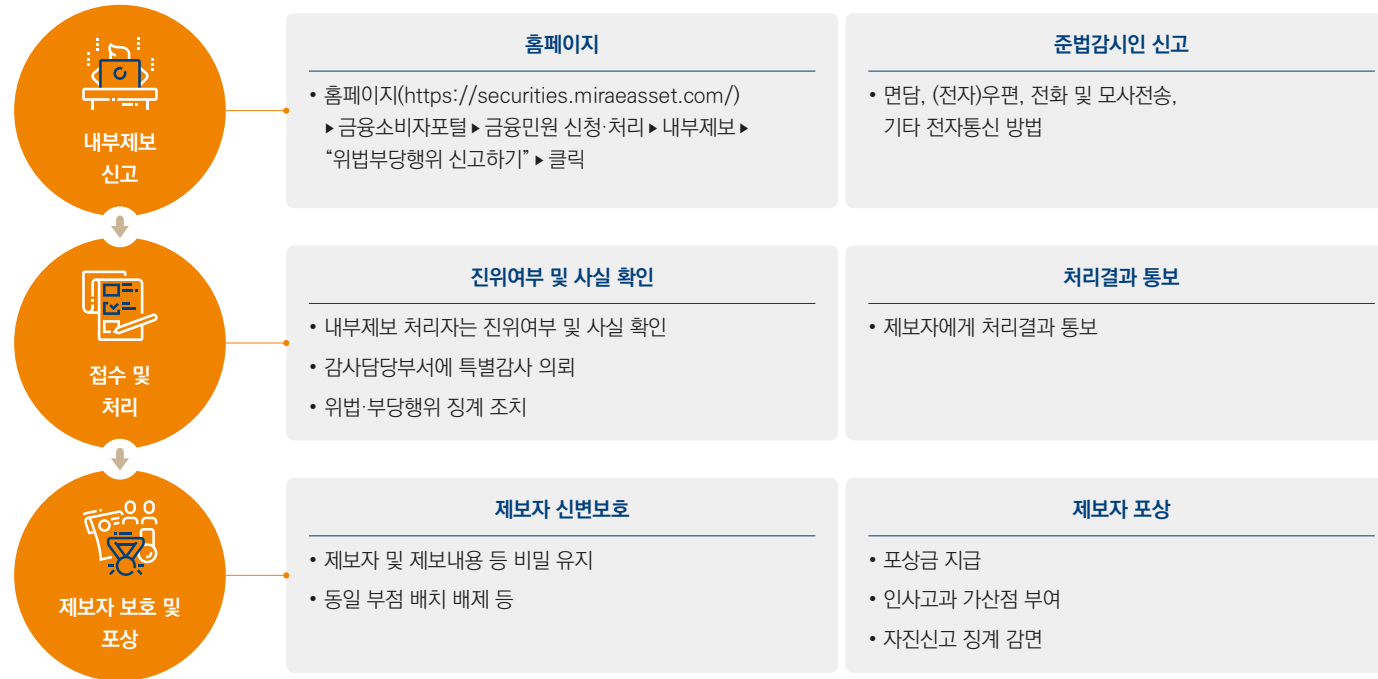 내부제보
신고
홈페이지
• 홈페이지(https://securities.miraeasset.com/)
▸ 금융소비자포털 ▸ 금융민원 신청·처리 ▸ 내부제보 ▸
“위법부당행위 신고하기” ▸ 클릭
준법감시인 신고
• 면담, (전자)우편, 전화 및 모사전송,
기타 전자통신 방법
접수 및
처리
진위여부 및 사실 확인
• 내부제보 처리자는 진위여부 및 사실 확인
• 감사담당부서에 특별감사 의뢰
• 위법·부당행위 징계 조치
처리결과 통보
• 제보자에게 처리결과 통보
제보자 보호 및
포상
제보자 신변보호
• 제보자 및 제보내용 등 비밀 유지
• 동일 부점 배치 배제 등
제보자 포상
• 포상금 지급
• 인사고과 가산점 부여
• 자진신고 징계 감면